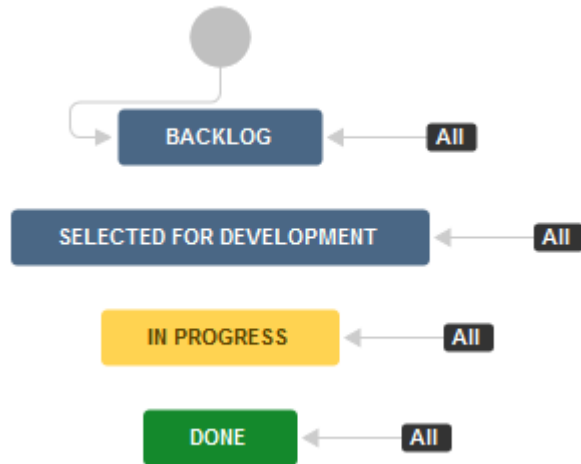 BACKLOG All
SELECTED FOR DEVELOPMENT All
IN PROGRESS All
DONE All